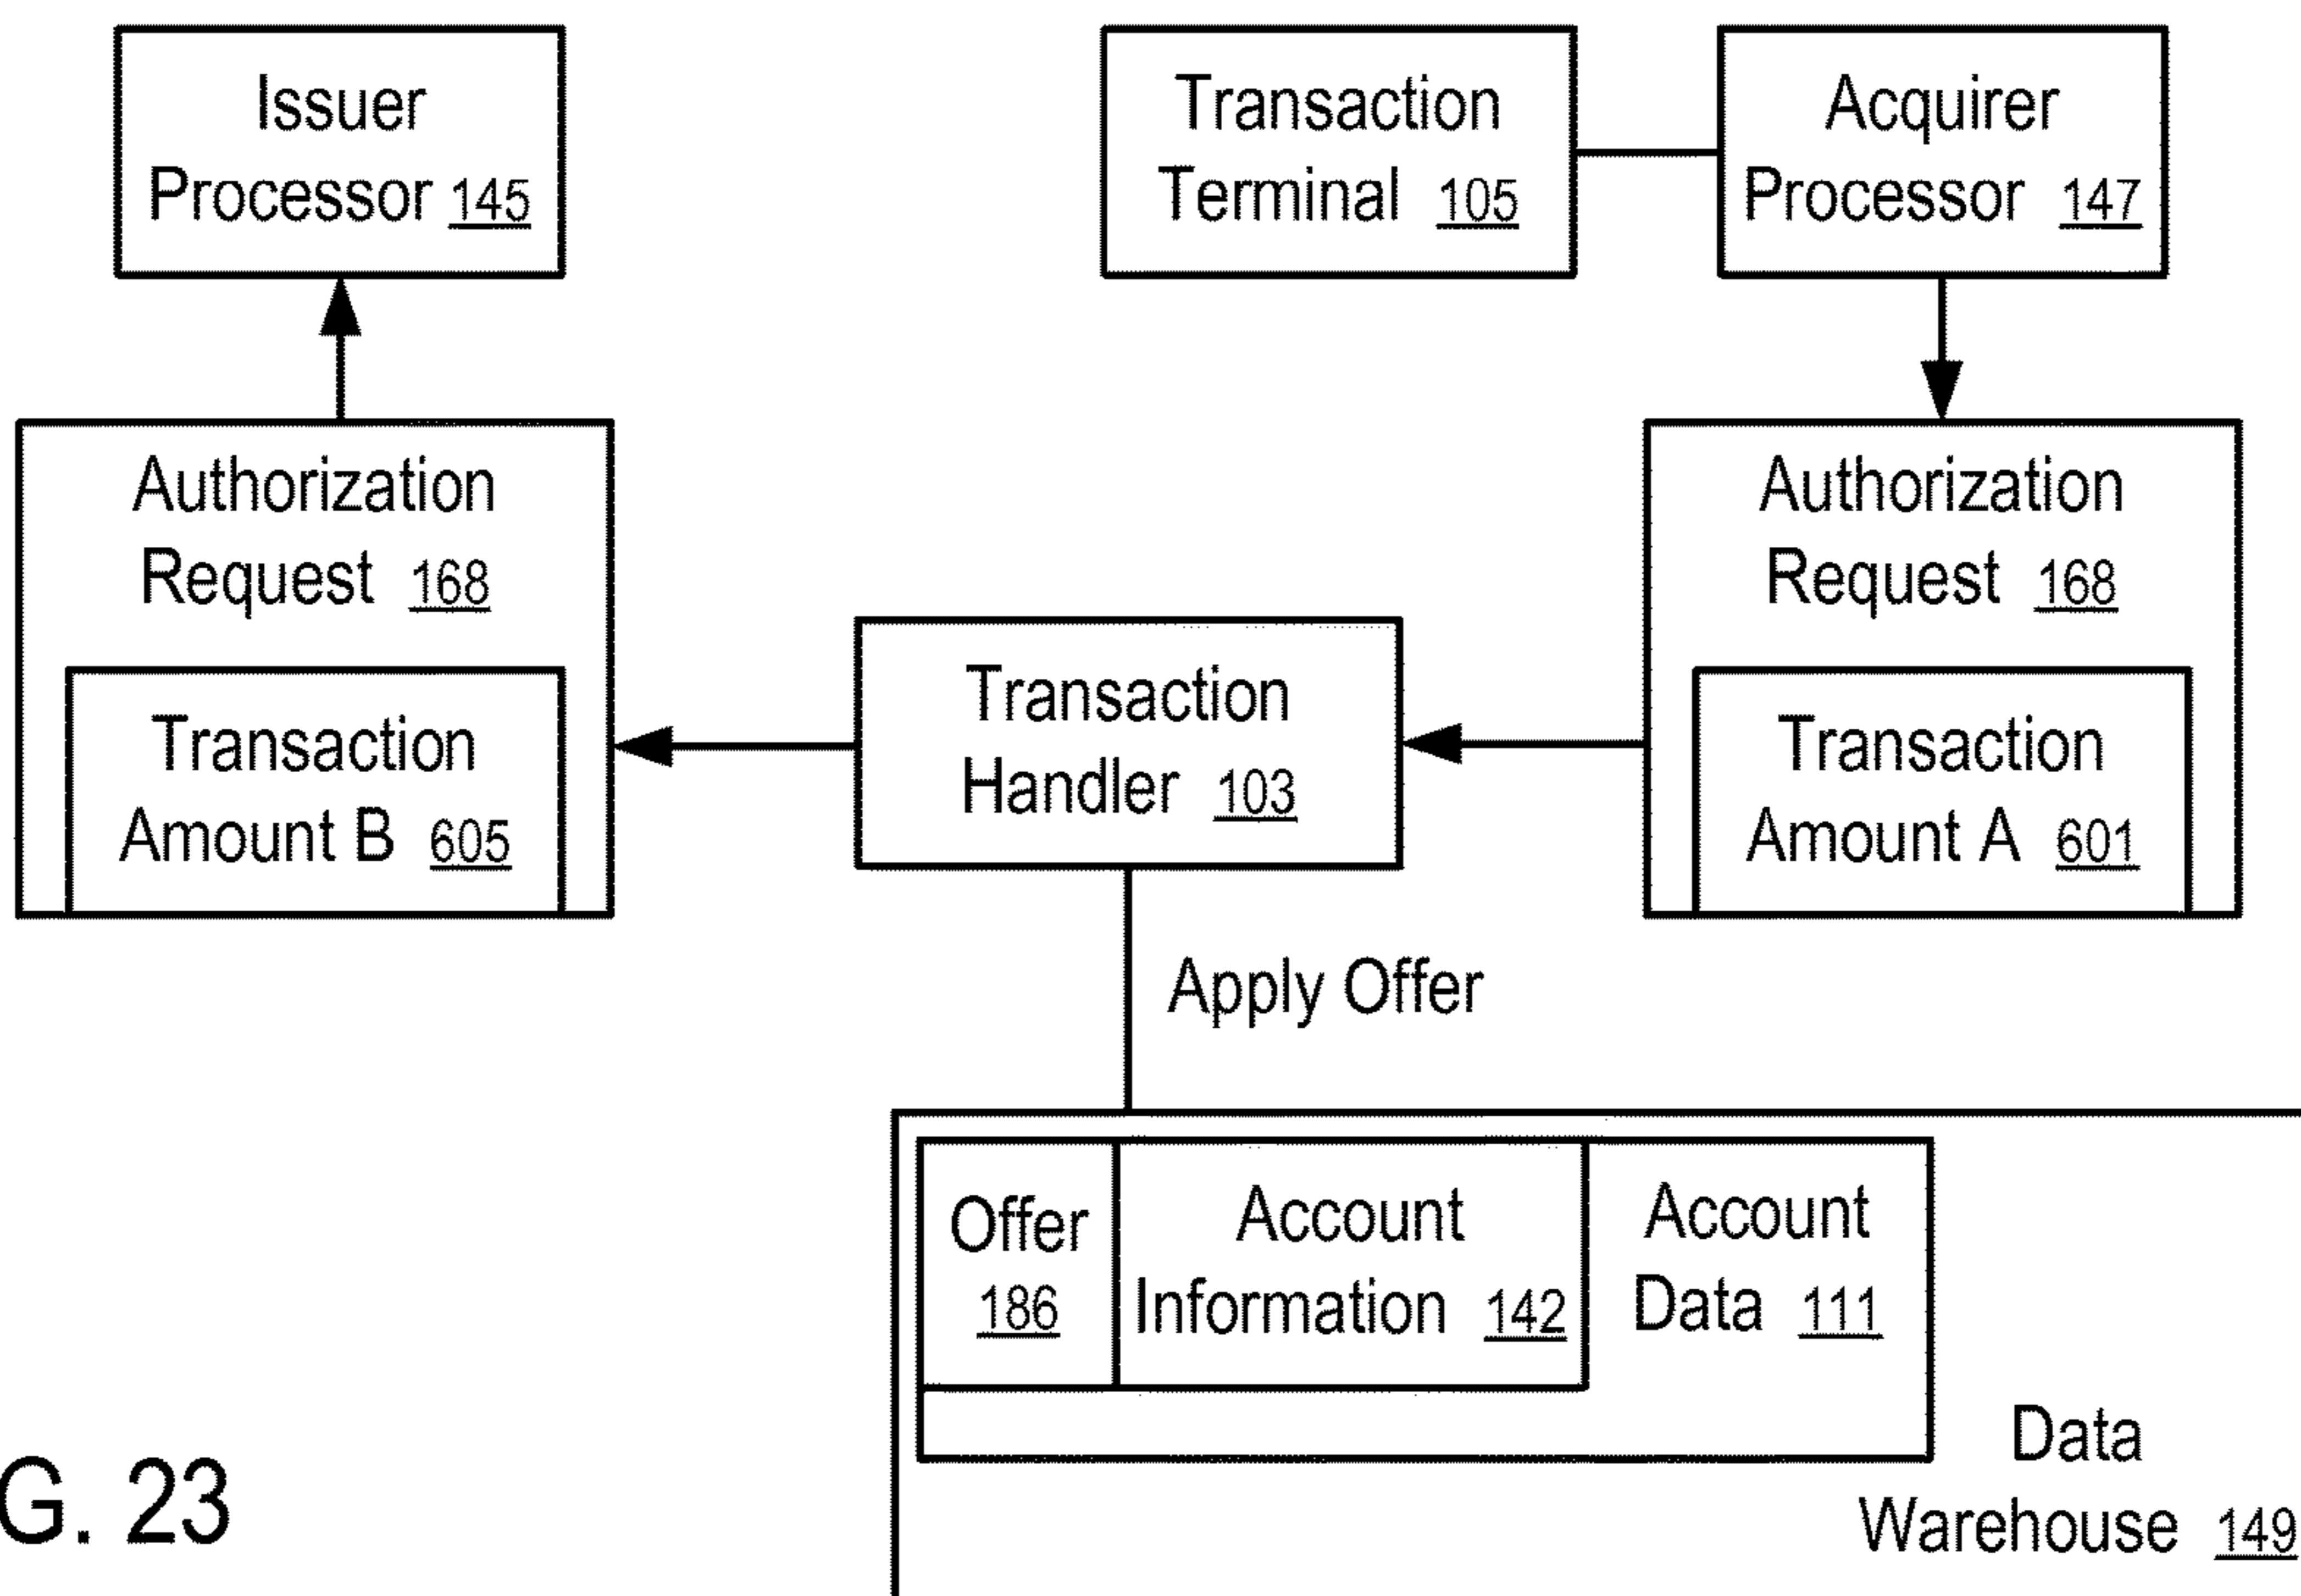 Issuer
Processor 145
Transaction
Terminal 105
Acquirer
Processor 147
Authorization
Request 168
Transaction
Amount B 605
Transaction
Handler 103
Authorization
Request 168
Transaction
Amount A 601
Apply Offer
Offer
186
Account
Information 142
Account
Data 111
Data
Warehouse 149
G. 23